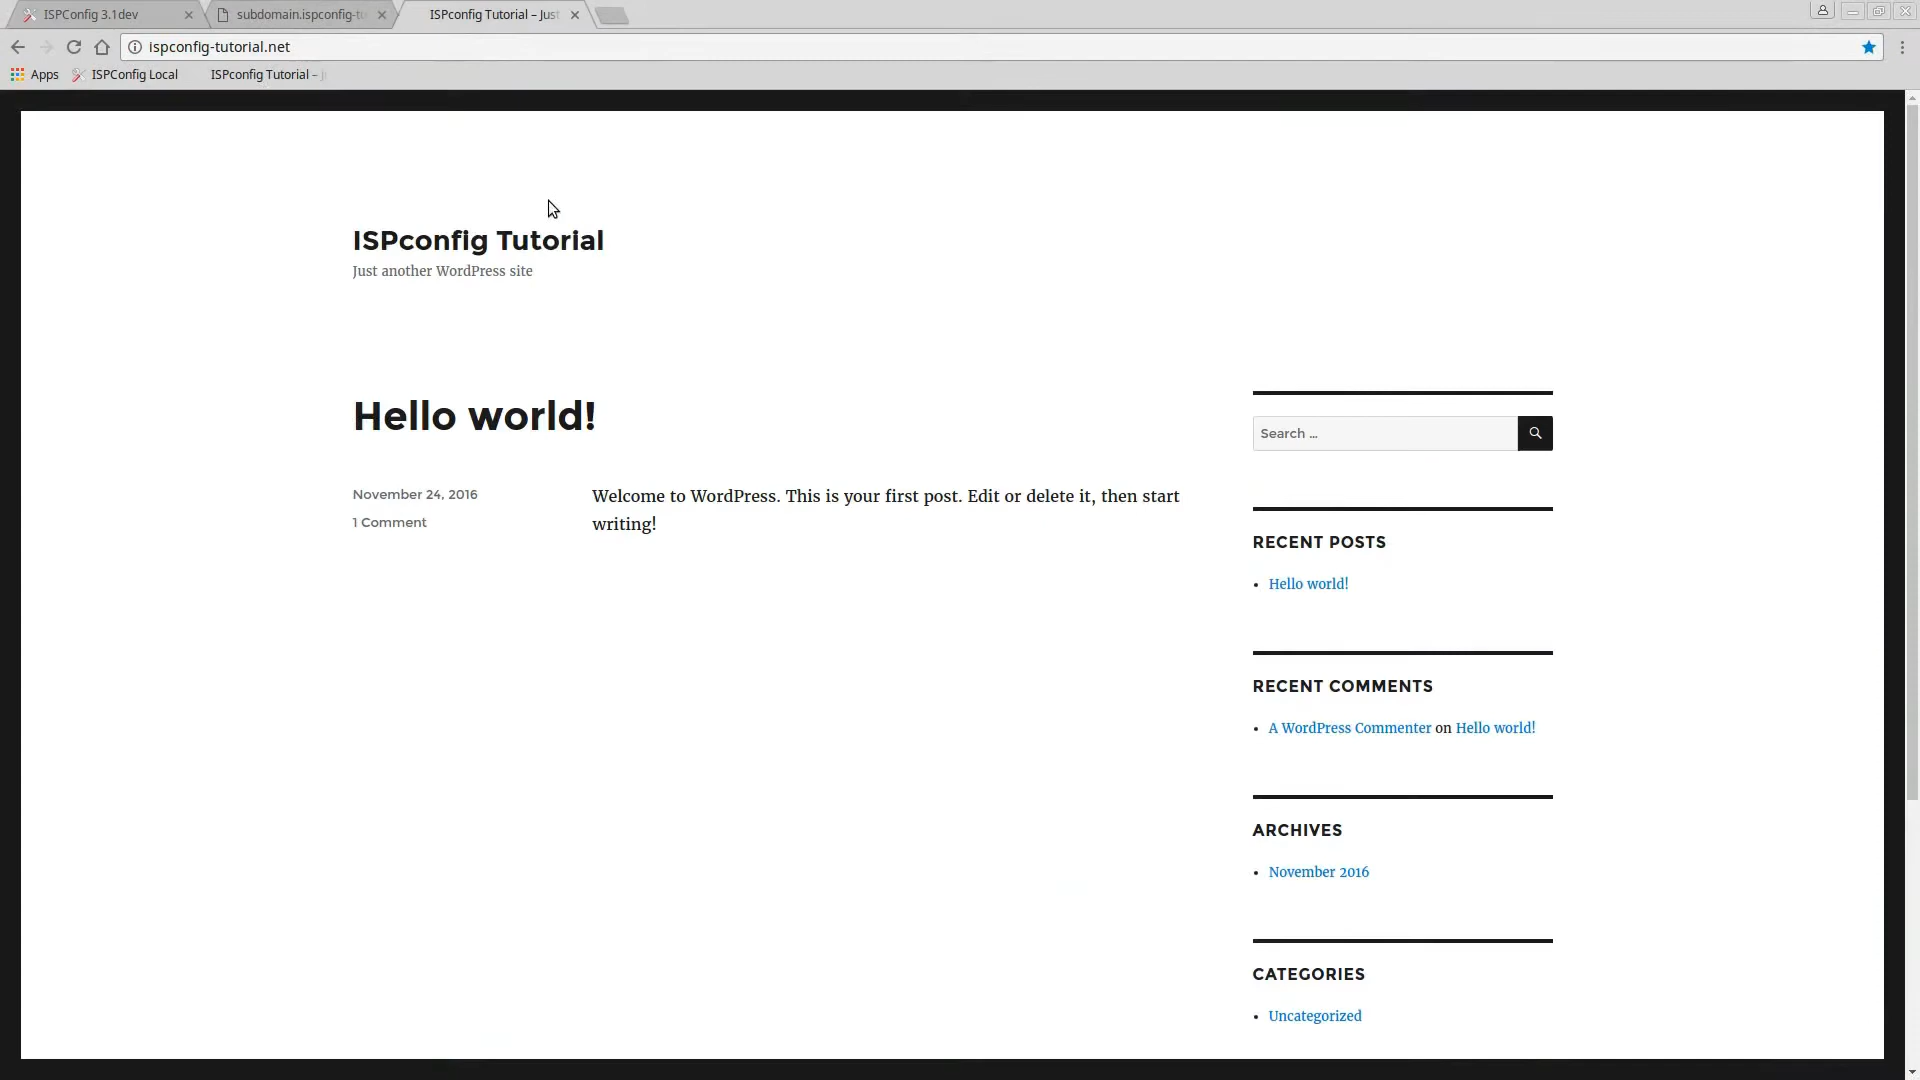 ISPConfig 3.1dev
subdomain.ispconfig-tu
ISPconfig Tutorial – Just
ispconfig-tutorial.net
Apps
ISPConfig Local
ISPconfig Tutorial – J
ISPconfig Tutorial
Just another WordPress site
Hello world!
November 24, 2016
1 Comment
Welcome to WordPress. This is your first post. Edit or delete it, then start
writing!
Search …
RECENT POSTS
Hello world!
RECENT COMMENTS
A WordPress Commenter on Hello world!
ARCHIVES
November 2016
CATEGORIES
Uncategorized